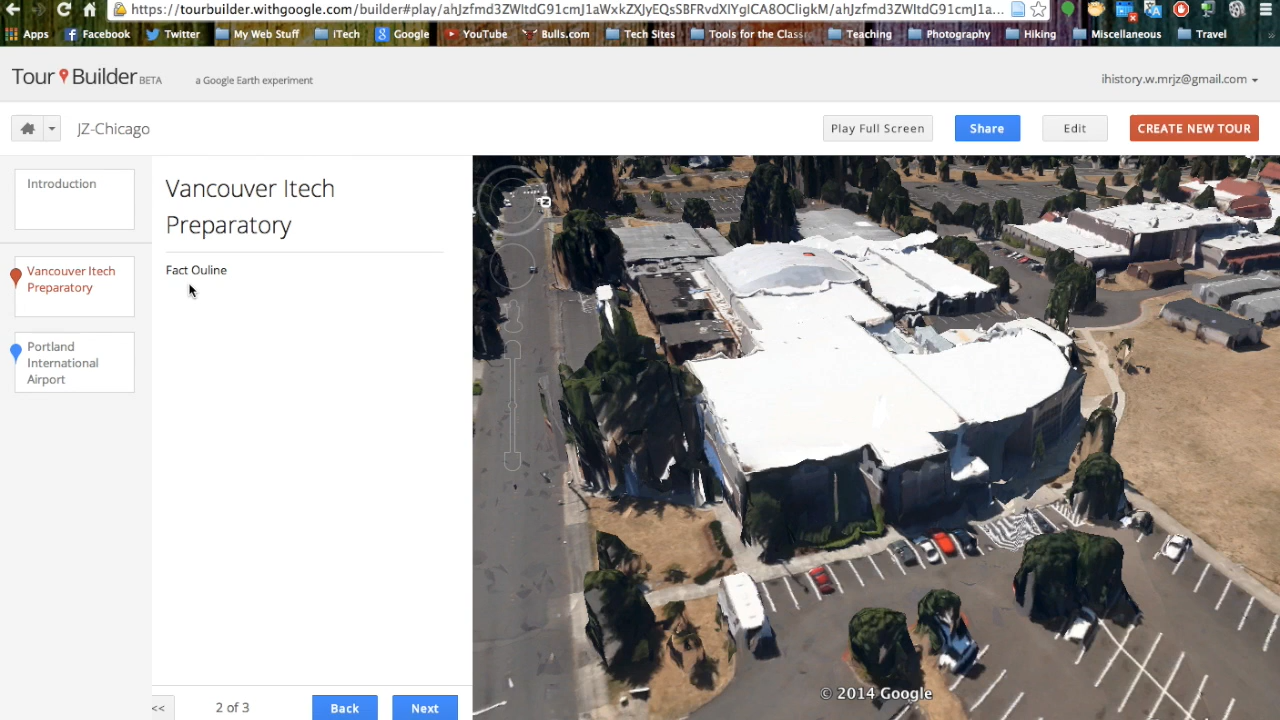 https://tourbuilder.withgoogle.com/builder#play/ahJzfmd3ZWItdG91cmJ1aWxkZXJyEQsSBFRvdXIYgICA8OCligkM/ahJzfmd3ZWItdG91cmJ1a...
Apps Facebook Twitter My Web Stuff iTech Google YouTube Bulls.com Tech Sites Tools for the Classr Teaching Photography Hiking Miscellaneous Travel »
Tour Builder BETA a Google Earth experiment ihistory.w.mrjz@gmail.com
JZ-Chicago Play Full Screen Share Edit CREATE NEW TOUR
Introduction
Vancouver Itech
Preparatory
Portland
International
Airport
Vancouver Itech
Preparatory
Fact Ouline
<< 2 of 3 Back Next
© 2014 Google